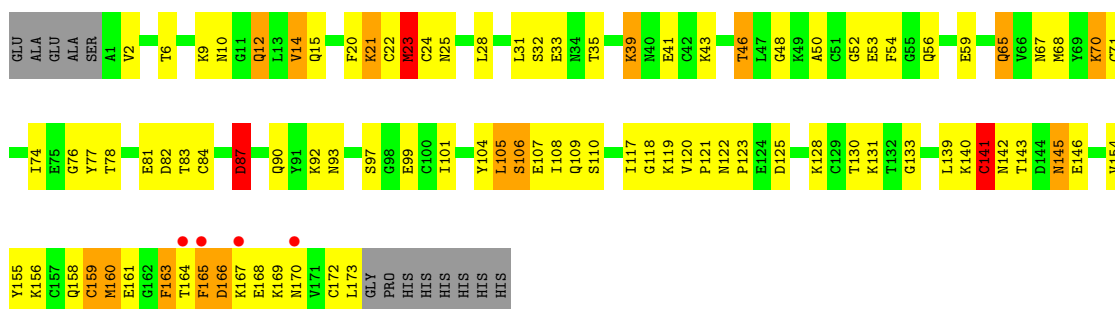 GLU ALA GLU ALA SER A1 V2 T6 K9 N10 G11 Q12 L13 V14 Q15 F20 K21 C22 M23 C24 N25 L28 L31 S32 E33 N34 T35 K39 N40 E41 C42 K43 T46 L47 G48 K49 A50 C51 G52 E53 F54 G55 Q56 E59 Q65 V66 N67 M68 Y69 K70 C71
I74 E75 G76 Y77 T78 E81 D82 T83 C84 D87 Q90 Y91 K92 N93 S97 G98 E99 C100 I101 Y104 L105 S106 E107 I108 Q109 S110 I117 G118 K119 V120 P121 N122 P123 E124 D125 K128 C129 T130 K131 T132 G133 L139 K140 C141 N142 T143 D144 N145 E146 V154
Y155 K156 C157 Q158 C159 M160 E161 G162 F163 T164 F165 D166 K167 E168 K169 N170 V171 C172 L173 GLY PRO HIS HIS HIS HIS HIS HIS